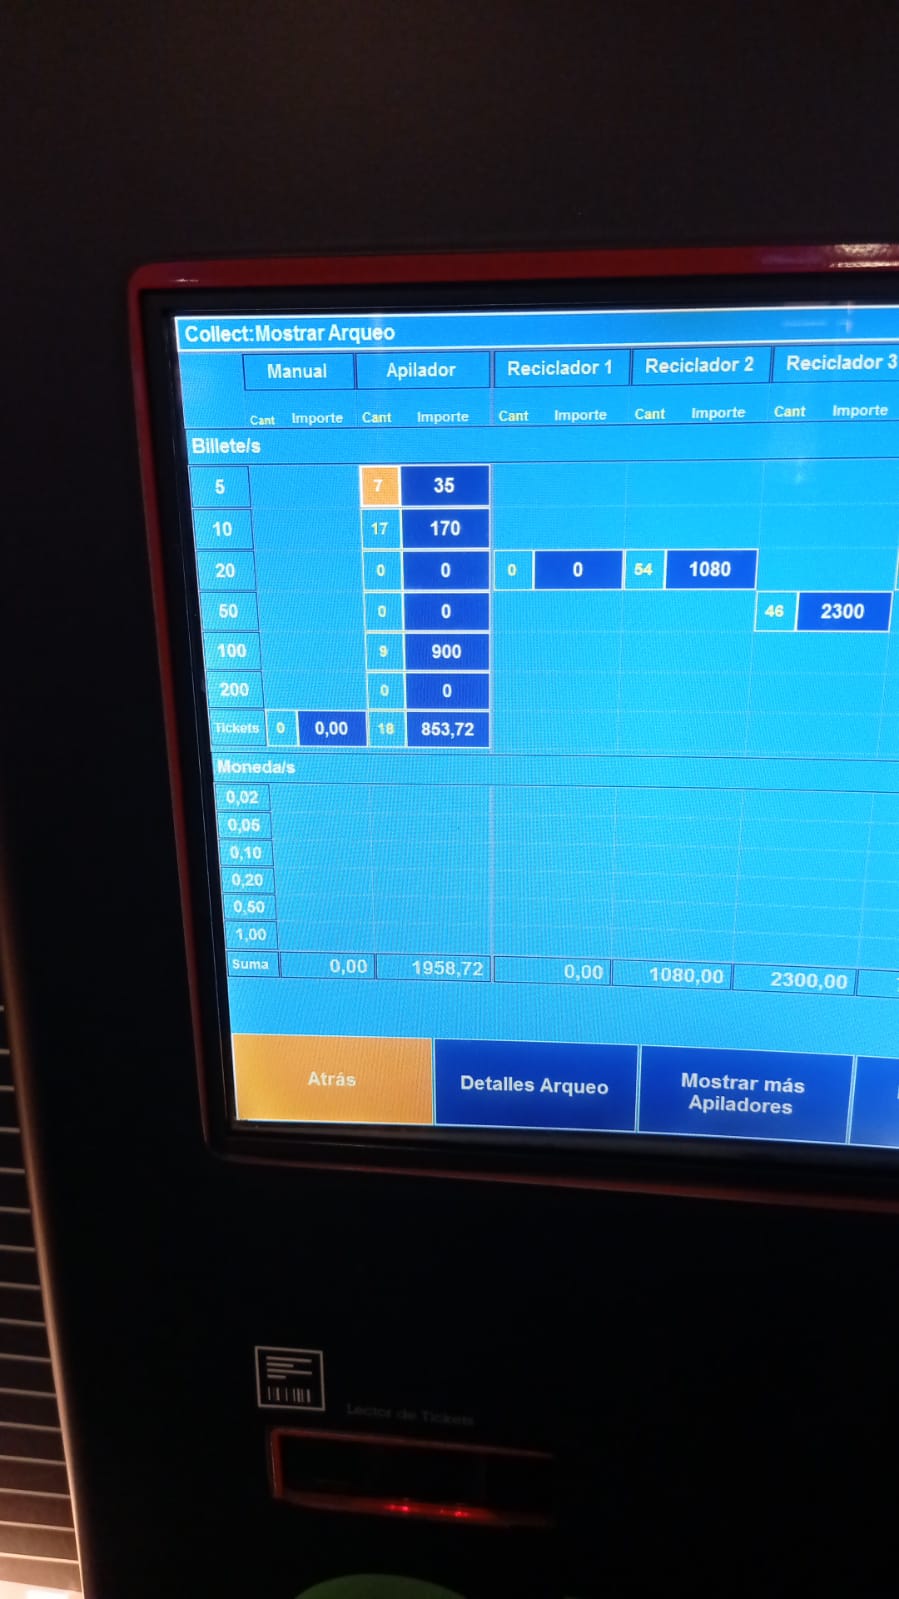 Collect:Mostrar Arqueo
Manual Apilador Reciclador 1 Reciclador 2 Reciclador 3
Cant Importe Cant Importe Cant Importe Cant Importe Cant Importe
Billete/s
5 7 35
10 17 170
20 0 0 0 0 54 1080
50 0 0 46 2300
100 9 900
200 0 0
Tickets 0 0,00 18 853,72
Moneda/s
0,02
0,05
0,10
0,20
0,50
1,00
Suma 0,00 1958,72 0,00 1080,00 2300,00
Atrás Detalles Arqueo Mostrar más
Apiladores
Lector de Tickets